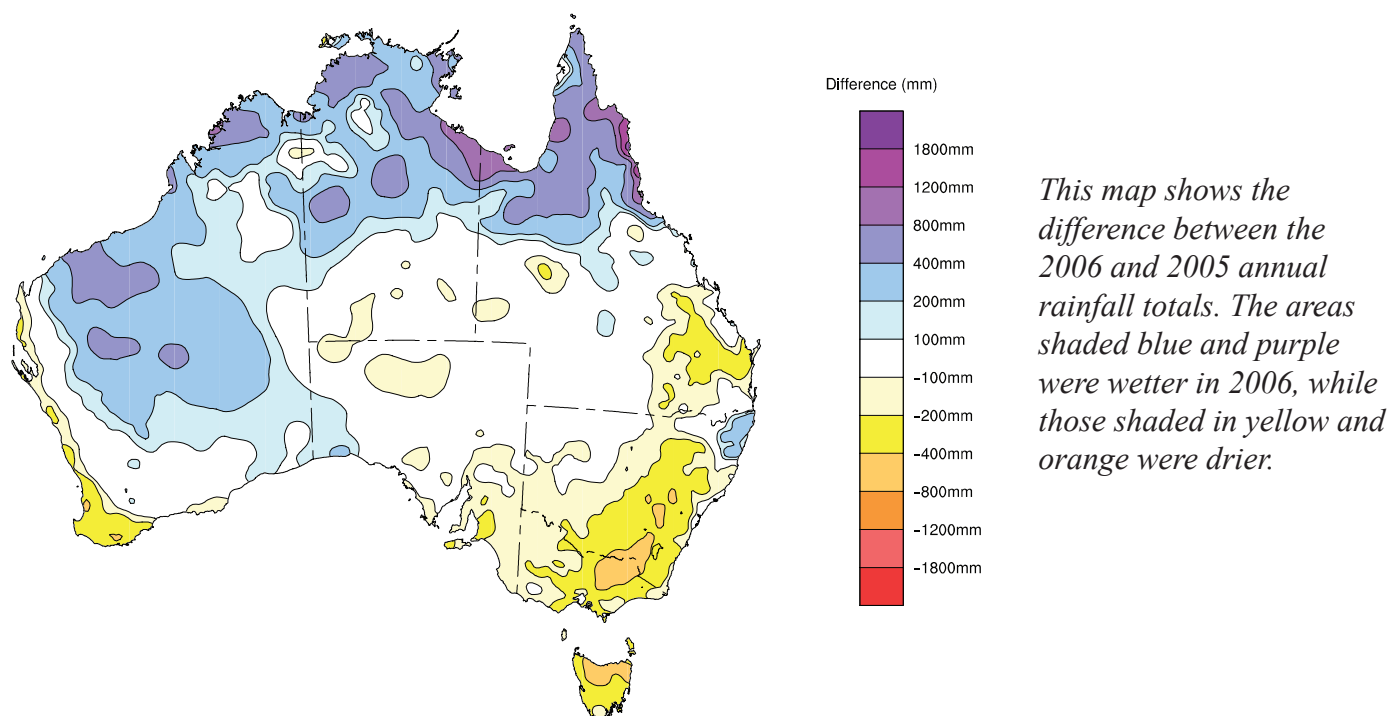 Difference (mm)
1800mm
1200mm
800mm
400mm
200mm
100mm
-100mm
-200mm
-400mm
-800mm
-1200mm
-1800mm
This map shows the
difference between the
2006 and 2005 annual
rainfall totals. The areas
shaded blue and purple
were wetter in 2006, while
those shaded in yellow and
orange were drier.